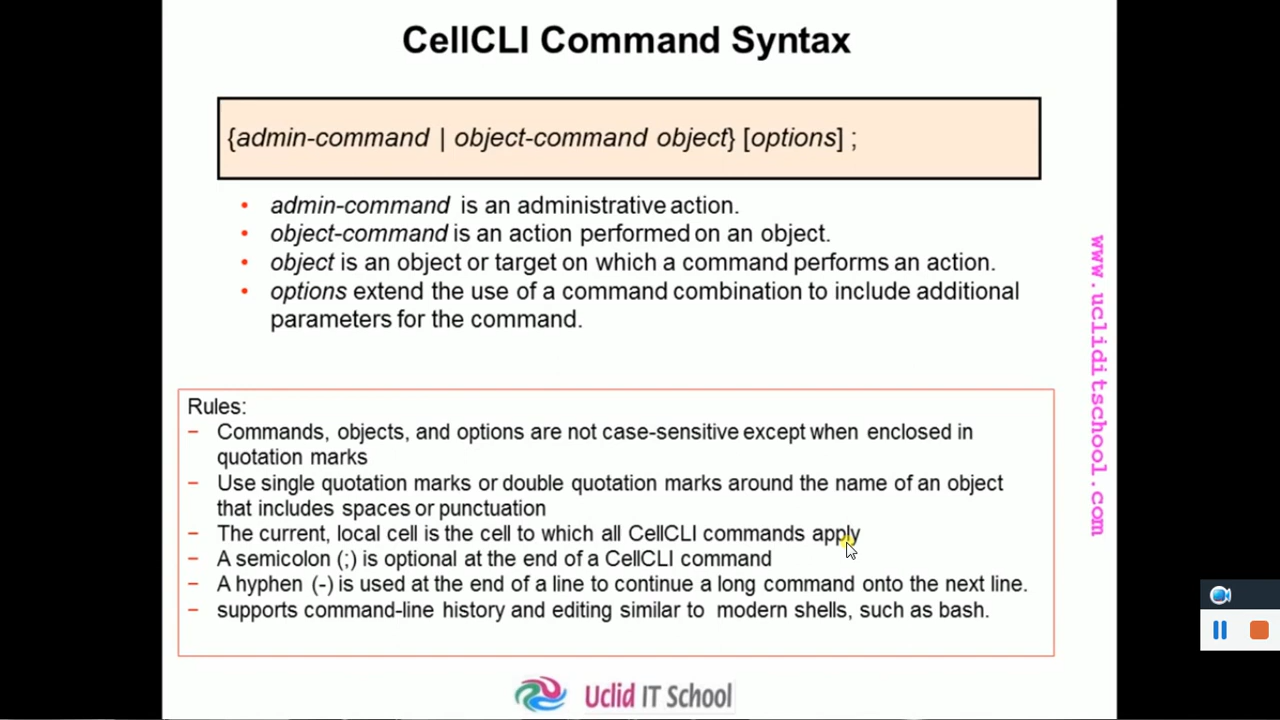 CellCLI Command Syntax
{admin-command | object-command object} [options] ;
• admin-command is an administrative action.
• object-command is an action performed on an object.
• object is an object or target on which a command performs an action.
• options extend the use of a command combination to include additional
parameters for the command.
Rules:
− Commands, objects, and options are not case-sensitive except when enclosed in
quotation marks
− Use single quotation marks or double quotation marks around the name of an object
that includes spaces or punctuation
− The current, local cell is the cell to which all CellCLI commands apply
− A semicolon (;) is optional at the end of a CellCLI command
− A hyphen (-) is used at the end of a line to continue a long command onto the next line.
− supports command-line history and editing similar to modern shells, such as bash.
www.ucliditschool.com
Uclid IT School